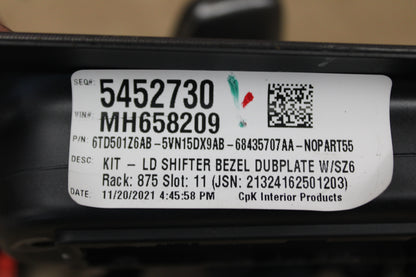 SEQ#: 5452730
VIN#: MH658209
P/N: 6TD501Z6AB-5VN15DX9AB-68435707AA-NOPART55
DESC. KIT - LD SHIFTER BEZEL DUBPLATE W/SZ6
Rack: 875 Slot: 11 (JSN: 21324162501203)
11/20/2021 4:45:58 PM CpK Interior Products